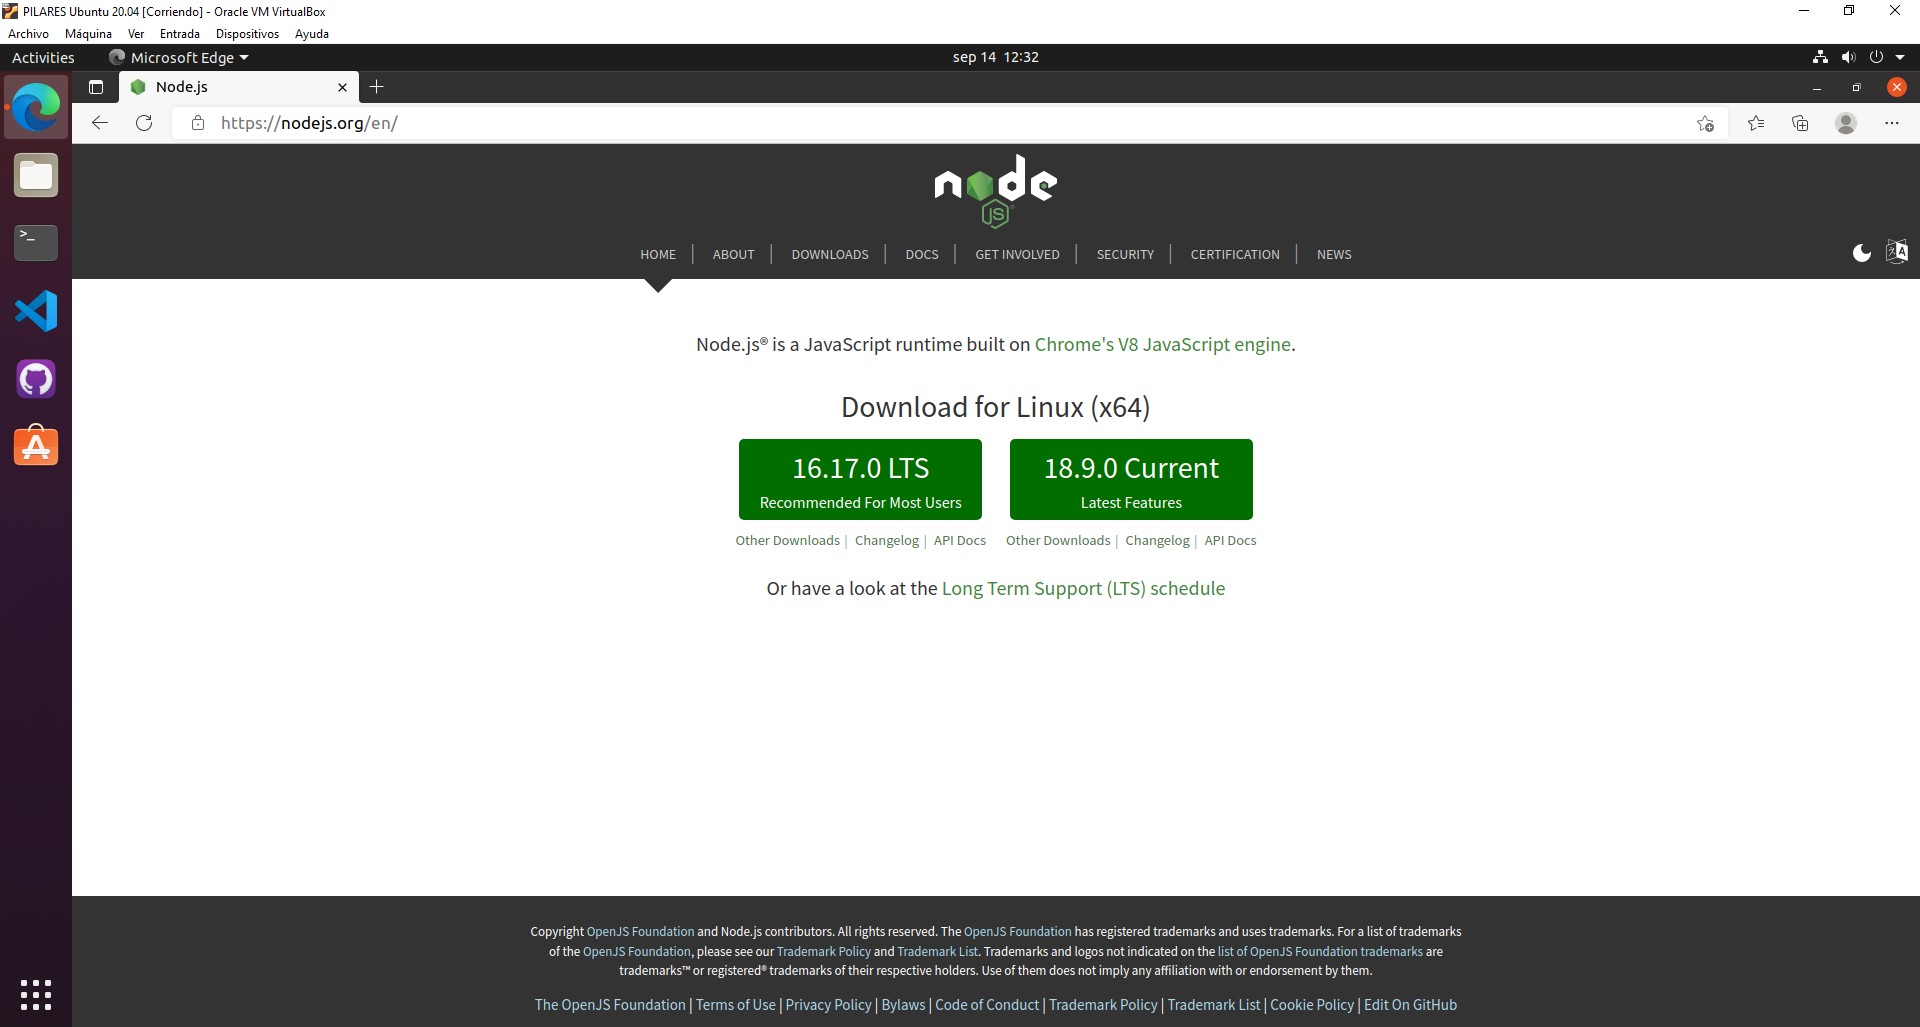 PILARES Ubuntu 20.04 [Corriendo] - Oracle VM VirtualBox
Archivo Máquina Ver Entrada Dispositivos Ayuda
Activities Microsoft Edge sep 14 12:32
Node.js
https://nodejs.org/en/
node
JS
HOME | ABOUT | DOWNLOADS | DOCS | GET INVOLVED | SECURITY | CERTIFICATION | NEWS
Node.js® is a JavaScript runtime built on Chrome's V8 JavaScript engine.
Download for Linux (x64)
16.17.0 LTS
Recommended For Most Users
18.9.0 Current
Latest Features
Other Downloads | Changelog | API Docs
Other Downloads | Changelog | API Docs
Or have a look at the Long Term Support (LTS) schedule
Copyright OpenJS Foundation and Node.js contributors. All rights reserved. The OpenJS Foundation has registered trademarks and uses trademarks. For a list of trademarks
of the OpenJS Foundation, please see our Trademark Policy and Trademark List. Trademarks and logos not indicated on the list of OpenJS Foundation trademarks are
trademarks™ or registered® trademarks of their respective holders. Use of them does not imply any affiliation with or endorsement by them.
The OpenJS Foundation | Terms of Use | Privacy Policy | Bylaws | Code of Conduct | Trademark Policy | Trademark List | Cookie Policy | Edit On GitHub